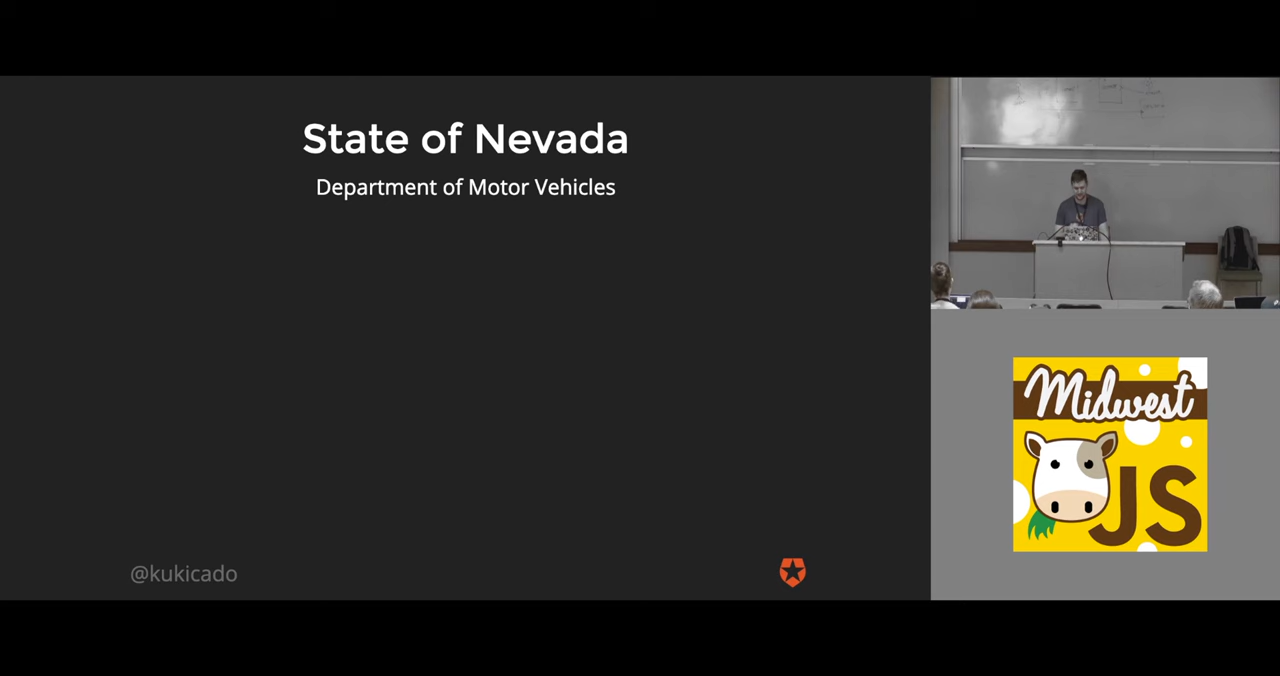 State of Nevada
Department of Motor Vehicles
@kukicado
Midwest
JS